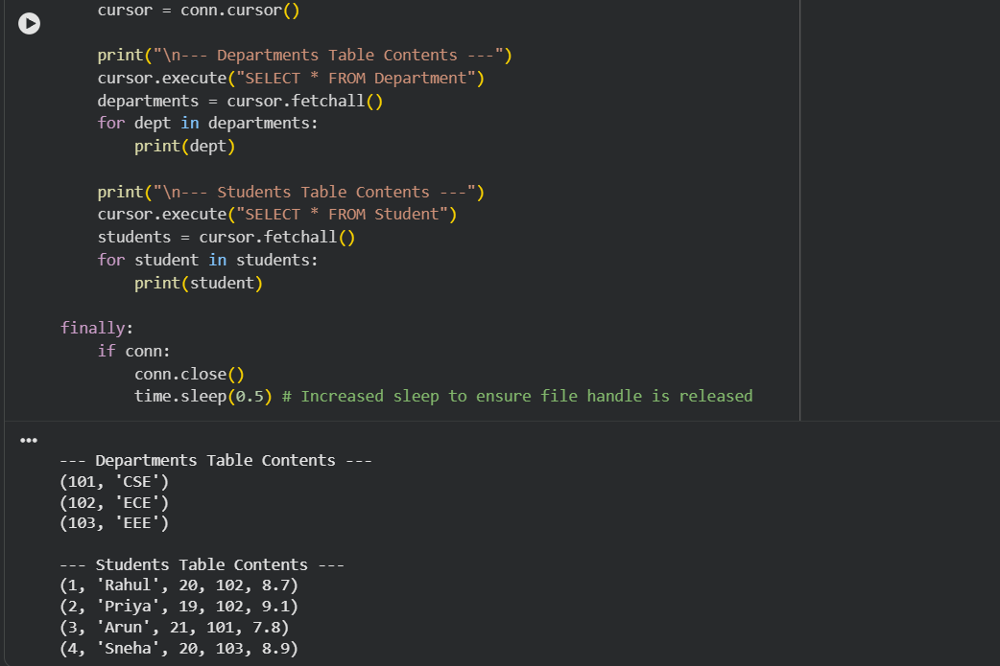 cursor = conn.cursor()
print("\n--- Departments Table Contents ---")
cursor.execute("SELECT * FROM Department")
departments = cursor.fetchall()
for dept in departments:
print(dept)
print("\n--- Students Table Contents ---")
cursor.execute("SELECT * FROM Student")
students = cursor.fetchall()
for student in students:
print(student)
finally:
if conn:
conn.close()
time.sleep(0.5) # Increased sleep to ensure file handle is released
--- Departments Table Contents ---
(101, 'CSE')
(102, 'ECE')
(103, 'EEE')
--- Students Table Contents ---
(1, 'Rahul', 20, 102, 8.7)
(2, 'Priya', 19, 102, 9.1)
(3, 'Arun', 21, 101, 7.8)
(4, 'Sneha', 20, 103, 8.9)